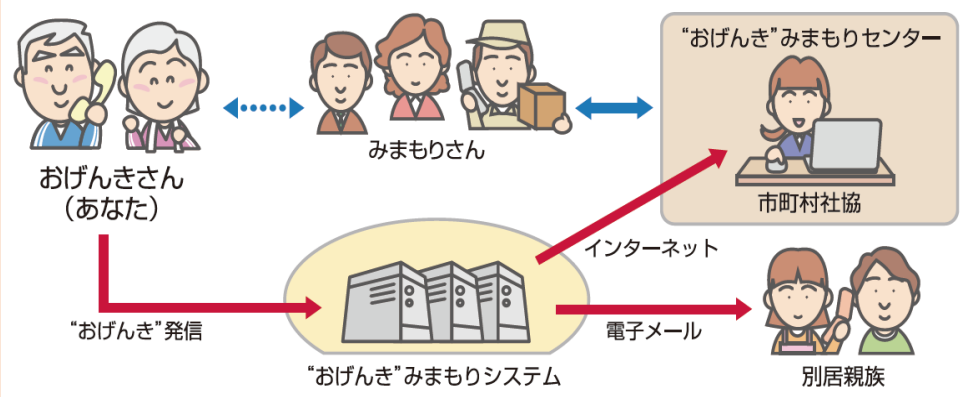 “おげんき”みまもりセンター
みまもりさん
おげんきさん
（あなた）
市町村社協
インターネット
“おげんき”発信
電子メール
“おげんき”みまもりシステム
別居親族